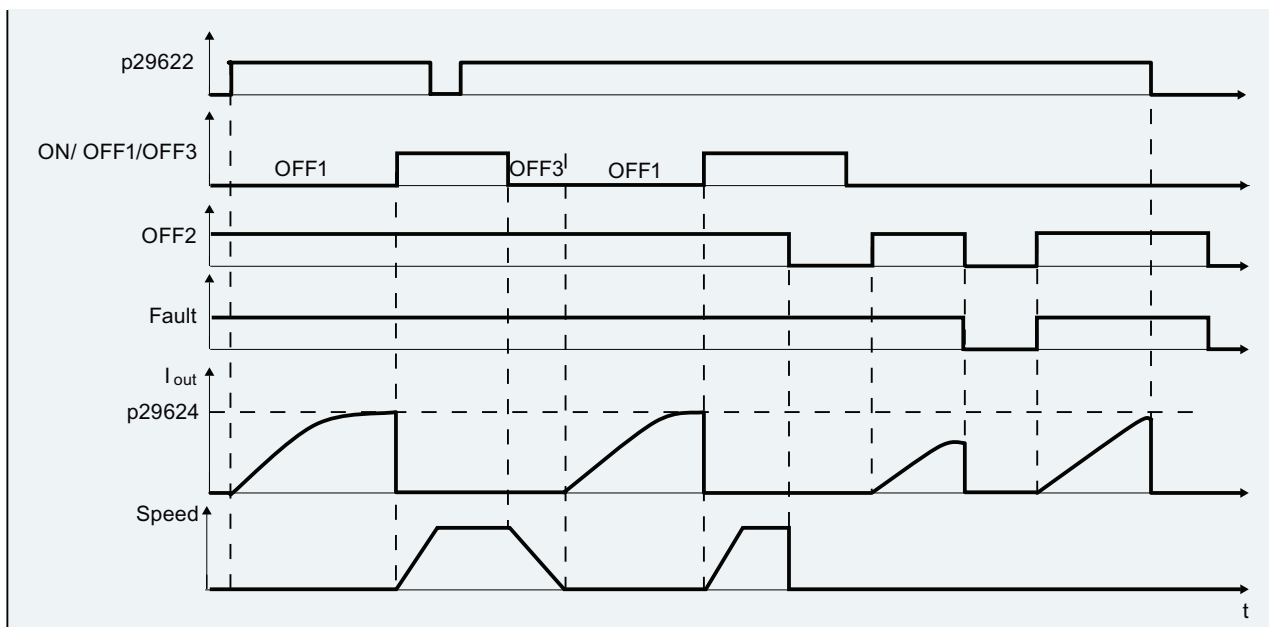 p29622
ON/ OFF1/OFF3
OFF1
OFF3
OFF1
OFF2
Fault
I out
p29624
Speed
t